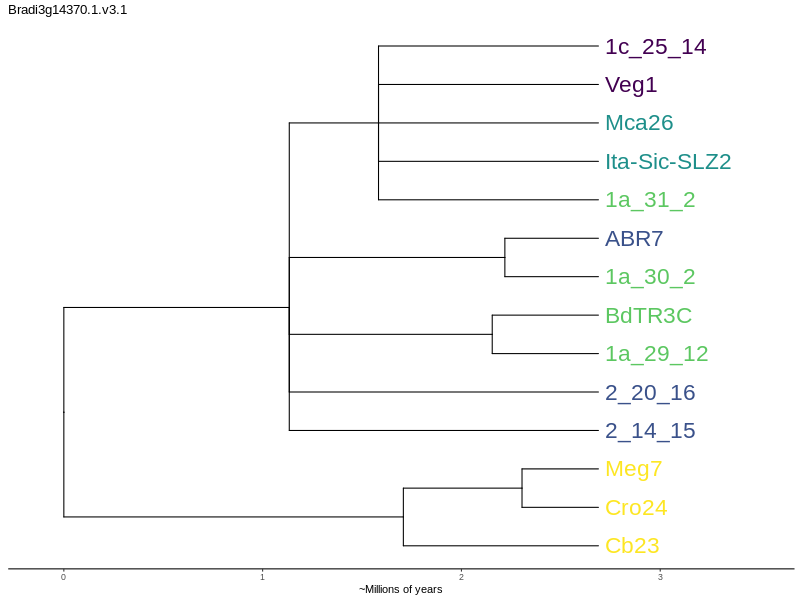 Bradi3g14370.1.v3.1
1c_25_14
Veg1
Mca26
Ita-Sic-SLZ2
1a_31_2
ABR7
1a_30_2
BdTR3C
1a_29_12
2_20_16
2_14_15
Meg7
Cro24
Cb23
0 1 2 3
~Millions of years